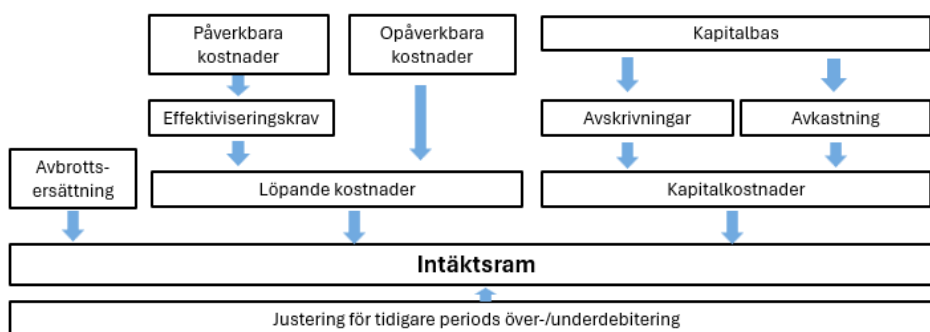 Påverkbara
kostnader
Opåverkbara
kostnader
Kapitalbas
Effektiviseringskrav
Avskrivningar
Avkastning
Avbrotts-
ersättning
Löpande kostnader
Kapitalkostnader
Intäktsram
Justering för tidigare periods över-/underdebitering